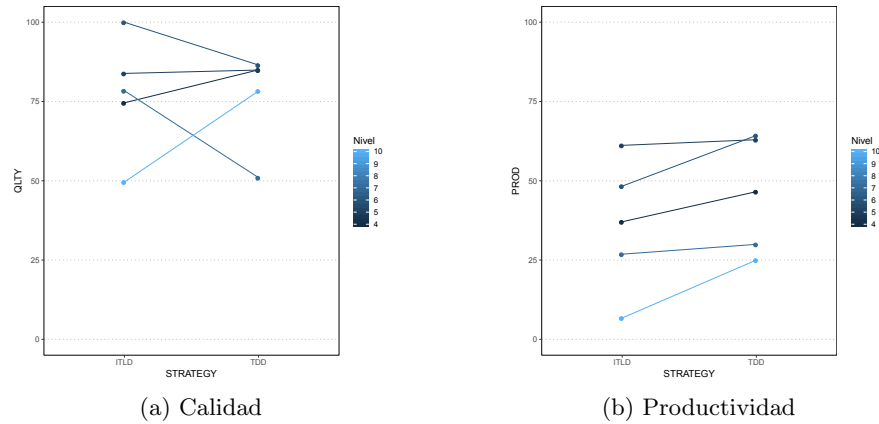 100
75
50
25
0
QLTY
ITLD
TDD
STRATEGY
Nivel
10
9
8
7
6
5
4
(a) Calidad
100
75
50
25
0
PROD
ITLD
TDD
STRATEGY
Nivel
10
9
8
7
6
5
4
(b) Productividad